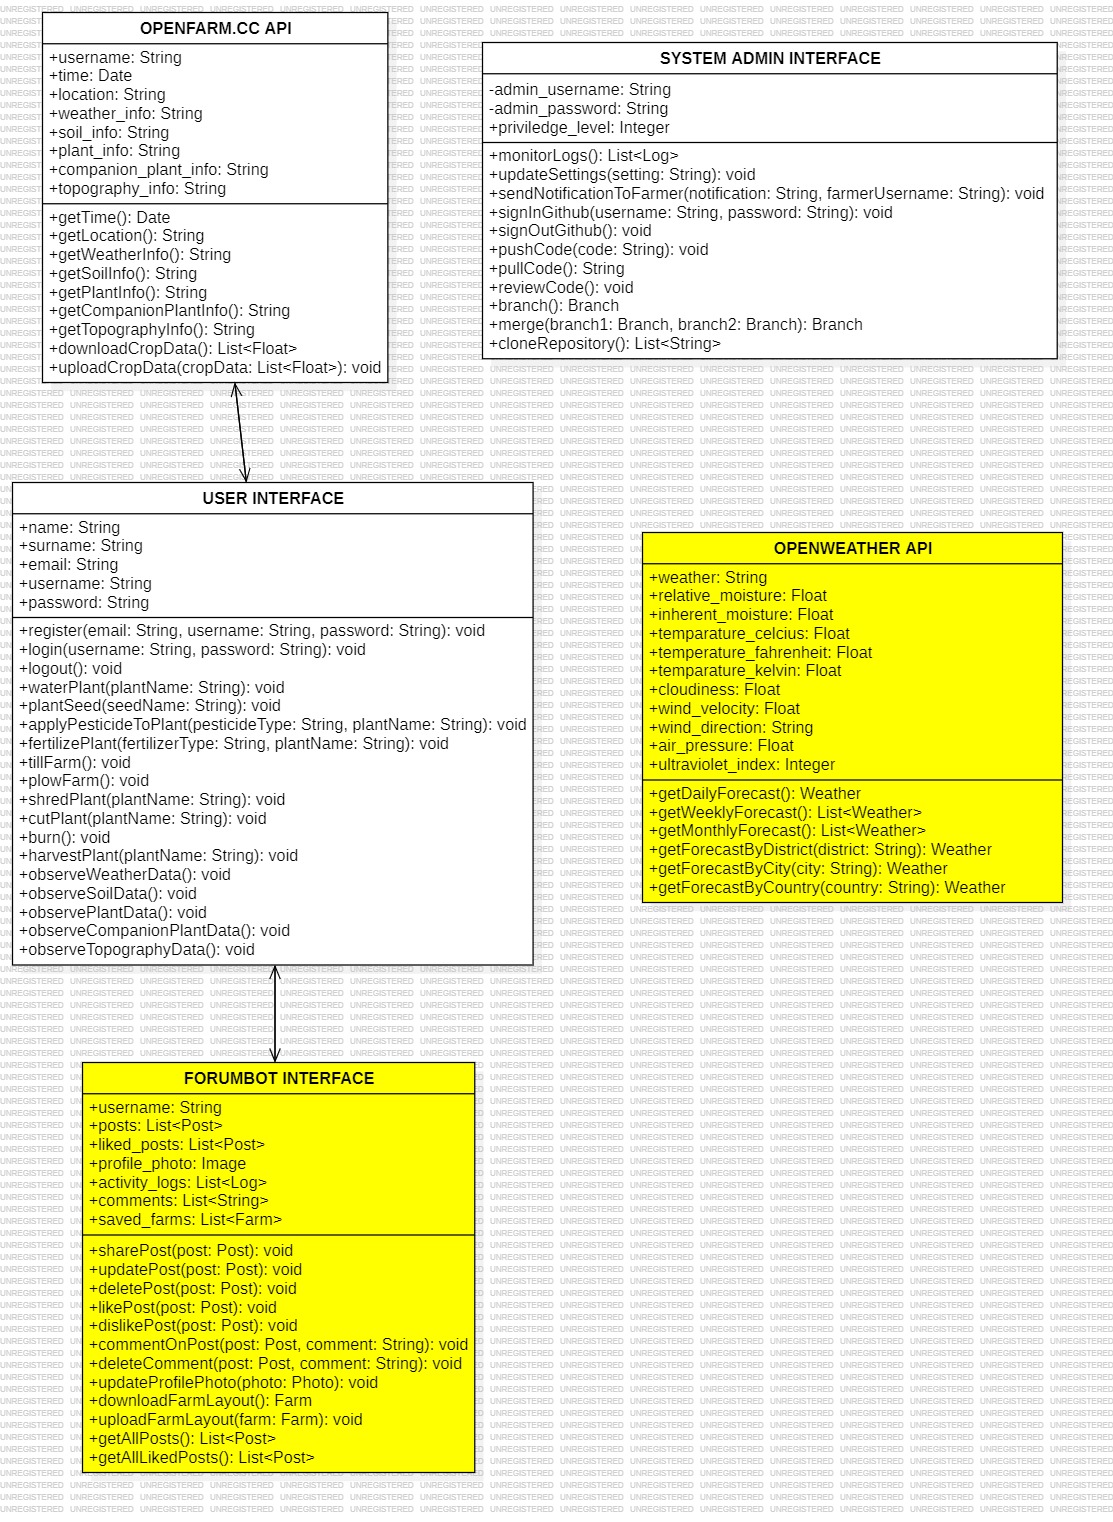 OPENFARM.CC API
+username: String
+time: Date
+location: String
+weather_info: String
+soil_info: String
+plant_info: String
+companion_plant_info: String
+topography_info: String
+getTime(): Date
+getLocation(): String
+getWeatherInfo(): String
+getSoilInfo(): String
+getPlantInfo(): String
+getCompanionPlantInfo(): String
+getTopographyInfo(): String
+downloadCropData(): List<Float>
+uploadCropData(cropData: List<Float>): void
SYSTEM ADMIN INTERFACE
-admin_username: String
-admin_password: String
+priviledge_level: Integer
+monitorLogs(): List<Log>
+updateSettings(setting: String): void
+sendNotificationToFarmer(notification: String, farmerUsername: String): void
+signInGithub(username: String, password: String): void
+signOutGithub(): void
+pushCode(code: String): void
+pullCode(): String
+reviewCode(): void
+branch(): Branch
+merge(branch1: Branch, branch2: Branch): Branch
+cloneRepository(): List<String>
USER INTERFACE
+name: String
+surname: String
+email: String
+username: String
+password: String
+register(email: String, username: String, password: String): void
+login(username: String, password: String): void
+logout(): void
+waterPlant(plantName: String): void
+plantSeed(seedName: String): void
+applyPesticideToPlant(pesticideType: String, plantName: String): void
+fertilizePlant(fertilizerType: String, plantName: String): void
+tillFarm(): void
+plowFarm(): void
+shredPlant(plantName: String): void
+cutPlant(plantName: String): void
+burn(): void
+harvestPlant(plantName: String): void
+observeWeatherData(): void
+observeSoilData(): void
+observePlantData(): void
+observeCompanionPlantData(): void
+observeTopographyData(): void
OPENWEATHER API
+weather: String
+relative_moisture: Float
+inherent_moisture: Float
+temparature_celcius: Float
+temperature_fahrenheit: Float
+temparature_kelvin: Float
+cloudiness: Float
+wind_velocity: Float
+wind_direction: String
+air_pressure: Float
+ultraviolet_index: Integer
+getDailyForecast(): Weather
+getWeeklyForecast(): List<Weather>
+getMonthlyForecast(): List<Weather>
+getForecastByDistrict(district: String): Weather
+getForecastByCity(city: String): Weather
+getForecastByCountry(country: String): Weather
FORUMBOT INTERFACE
+username: String
+posts: List<Post>
+liked_posts: List<Post>
+profile_photo: Image
+activity_logs: List<Log>
+comments: List<String>
+saved_farms: List<Farm>
+sharePost(post: Post): void
+updatePost(post: Post): void
+deletePost(post: Post): void
+likePost(post: Post): void
+dislikePost(post: Post): void
+commentOnPost(post: Post, comment: String): void
+deleteComment(post: Post, comment: String): void
+updateProfilePhoto(photo: Photo): void
+downloadFarmLayout(): Farm
+uploadFarmLayout(farm: Farm): void
+getAllPosts(): List<Post>
+getAllLikedPosts(): List<Post>
UNREGISTERED